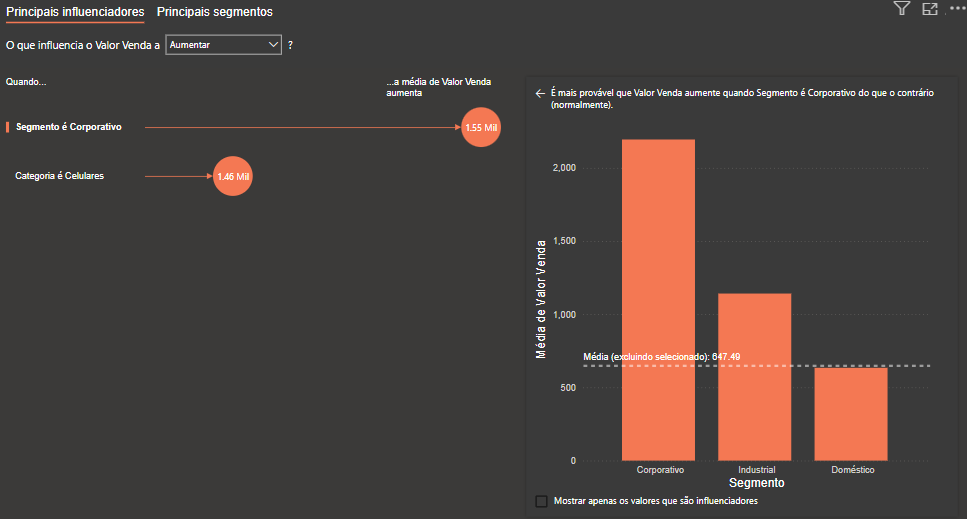 Principais influenciadores Principais segmentos
O que influencia o Valor Venda a Aumentar ?
Quando...
...a média de Valor Venda
aumenta
Segmento é Corporativo
1.55 Mil
Categoria é Celulares
1.46 Mil
É mais provável que Valor Venda aumente quando Segmento é Corporativo do que o contrário
(normalmente).
Média de Valor Venda
2,000
1,500
1,000
500
0
Média (excluindo selecionado): 647.49
Corporativo Industrial Doméstico
Segmento
Mostrar apenas os valores que são influenciadores